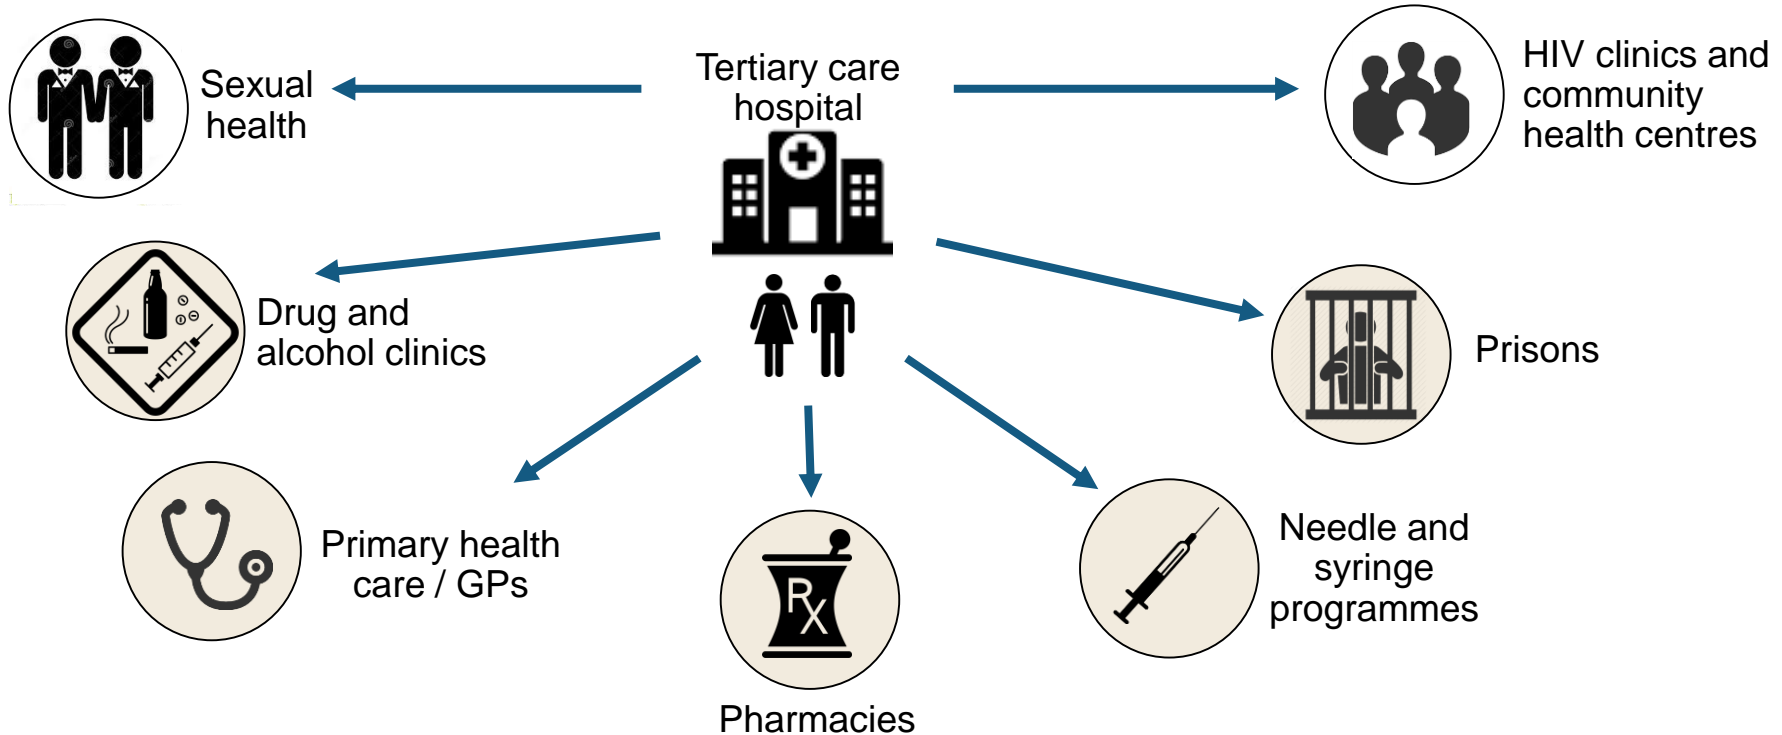 Sexual
health
Tertiary care
hospital
HIV clinics and
community
health centres
Drug and
alcohol clinics
Prisons
Primary health
care / GPs
Needle and
syringe
programmes
RX
Pharmacies